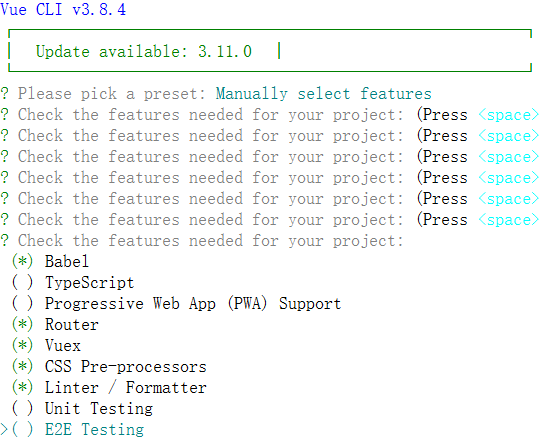 Vue CLI v3.8.4
Update available: 3.11.0
? Please pick a preset: Manually select features
? Check the features needed for your project: (Press <space>
? Check the features needed for your project: (Press <space>
? Check the features needed for your project: (Press <space>
? Check the features needed for your project: (Press <space>
? Check the features needed for your project: (Press <space>
? Check the features needed for your project: (Press <space>
? Check the features needed for your project:
(*) Babel
( ) TypeScript
( ) Progressive Web App (PWA) Support
(*) Router
(*) Vuex
(*) CSS Pre-processors
(*) Linter / Formatter
( ) Unit Testing
>( ) E2E Testing